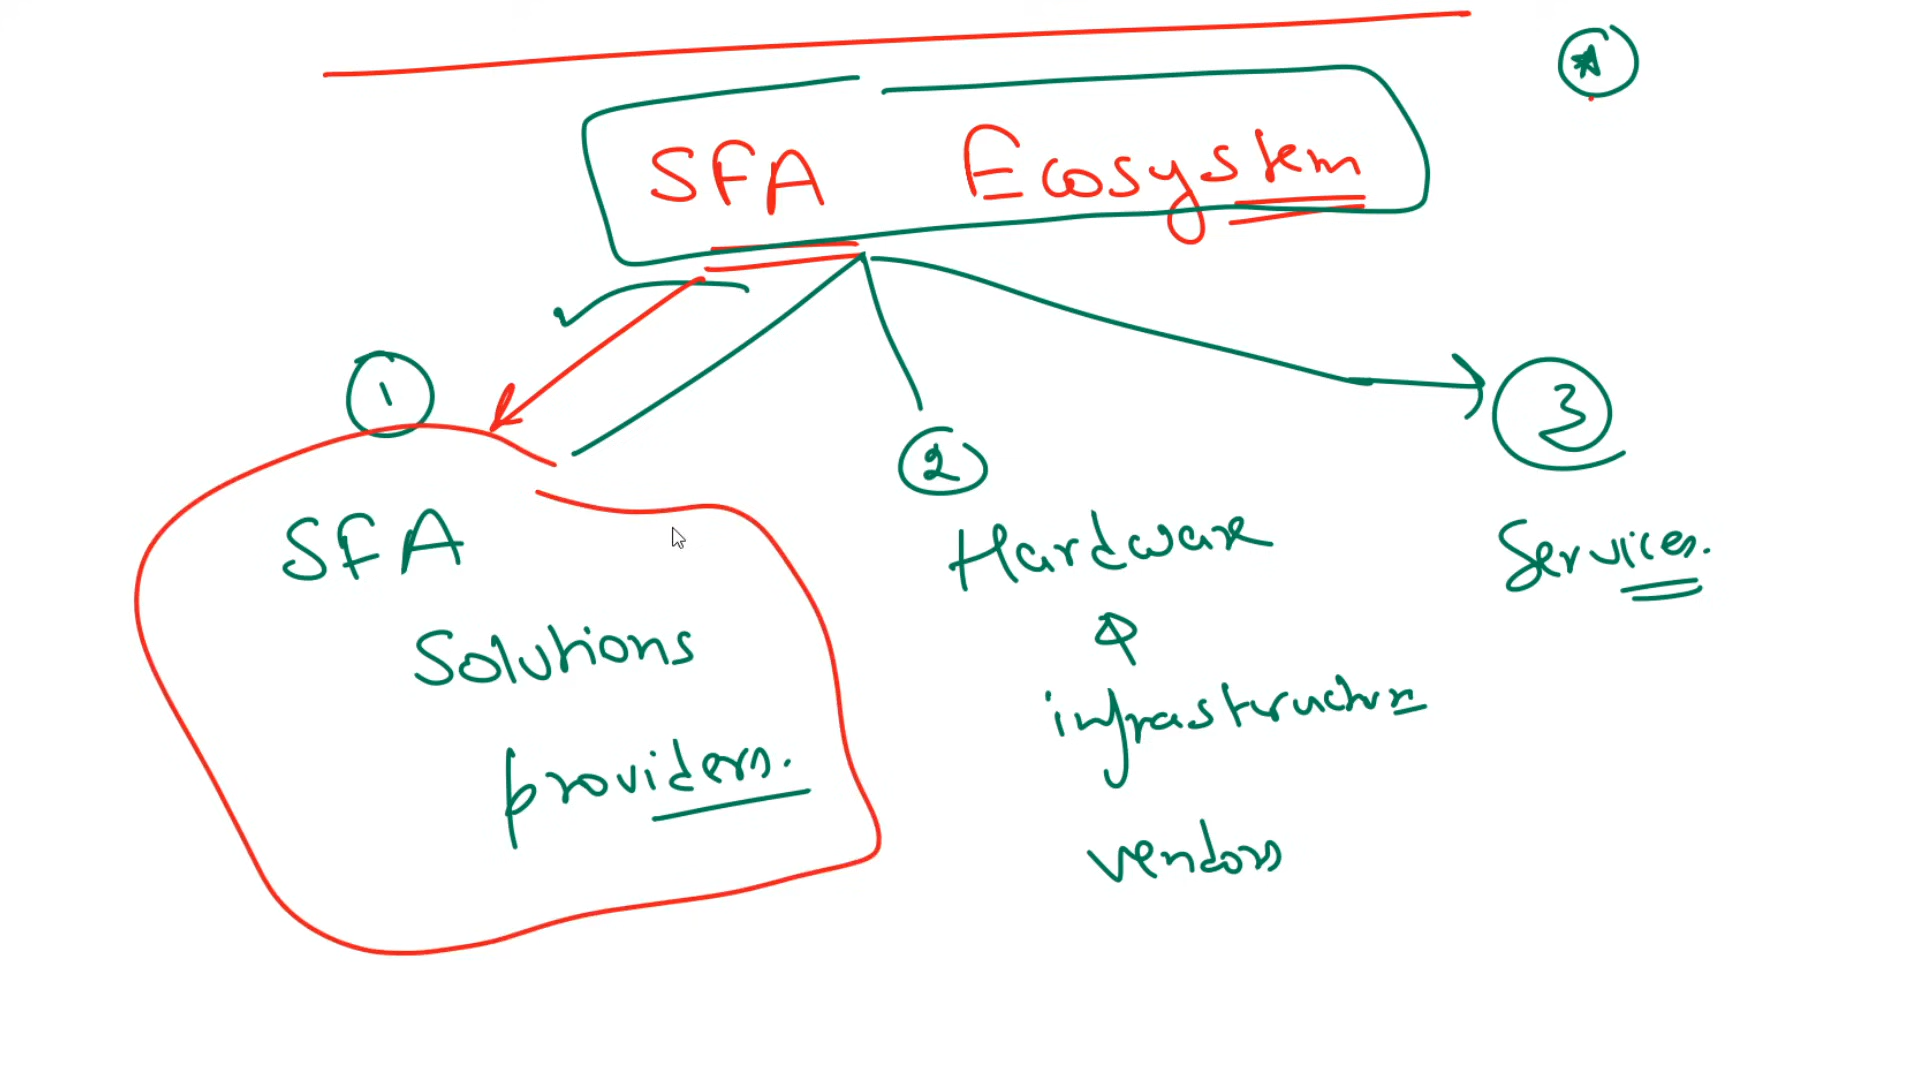 SFA Ecosystem
1
SFA
Solutions
providers.
2
Hardware
&
infrastructure
vendors
3
Services.